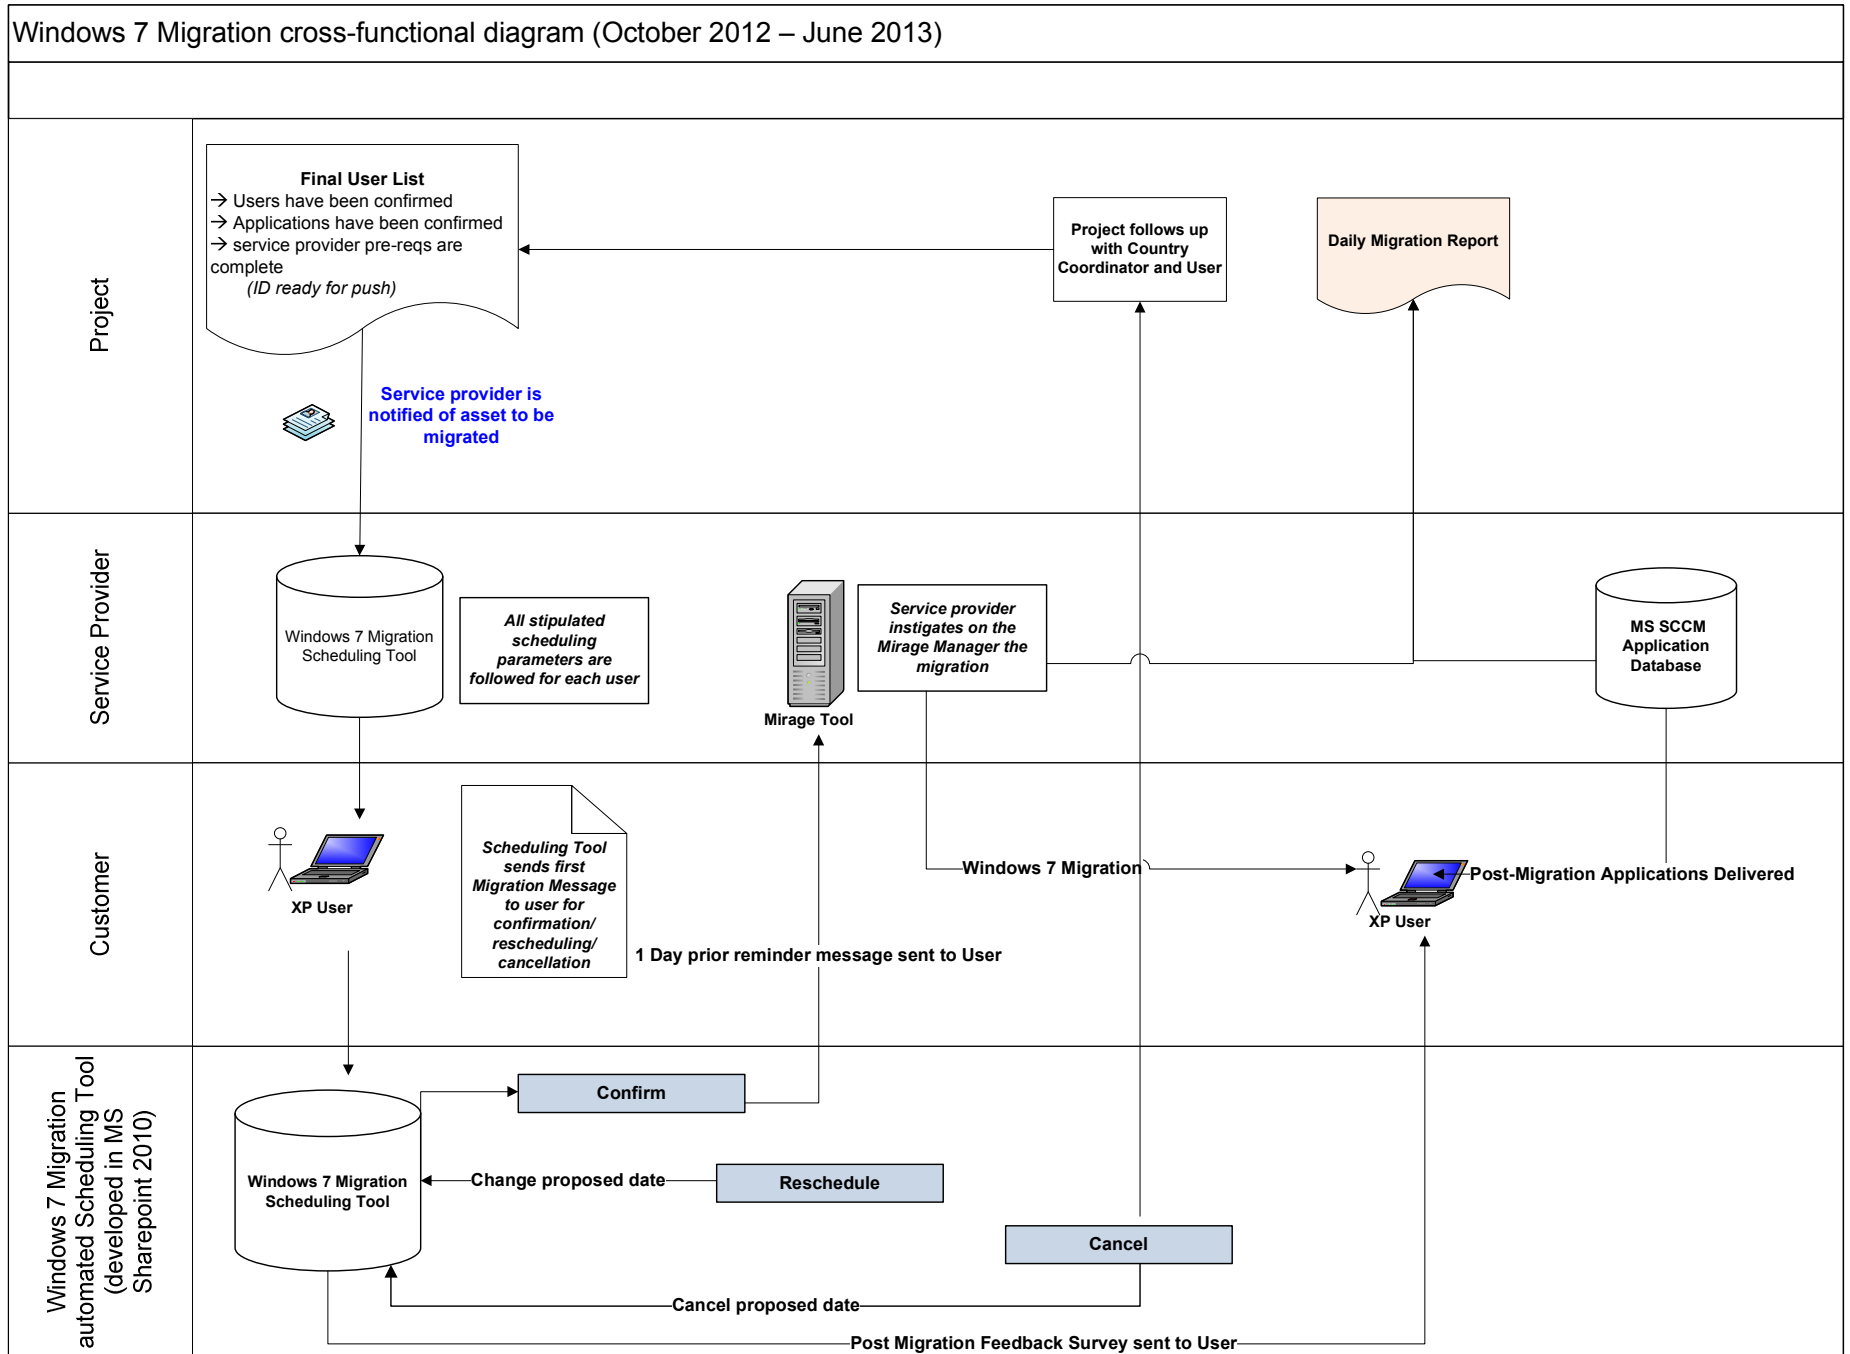 Windows 7 Migration cross-functional diagram (October 2012 – June 2013)
Project
Final User List
→ Users have been confirmed
→ Applications have been confirmed
→ service provider pre-reqs are
complete
(ID ready for push)
Project follows up
with Country
Coordinator and User
Daily Migration Report
Service provider is
notified of asset to be
migrated
Service Provider
Windows 7 Migration
Scheduling Tool
All stipulated
scheduling
parameters are
followed for each user
Mirage Tool
Service provider
instigates on the
Mirage Manager the
migration
MS SCCM
Application
Database
Customer
XP User
Scheduling Tool
sends first
Migration Message
to user for
confirmation/
rescheduling/
cancellation
1 Day prior reminder message sent to User
Windows 7 Migration
XP User
Post-Migration Applications Delivered
Windows 7 Migration
automated Scheduling Tool
(developed in MS
Sharepoint 2010)
Windows 7 Migration
Scheduling Tool
Confirm
Change proposed date
Reschedule
Cancel
Cancel proposed date
Post Migration Feedback Survey sent to User